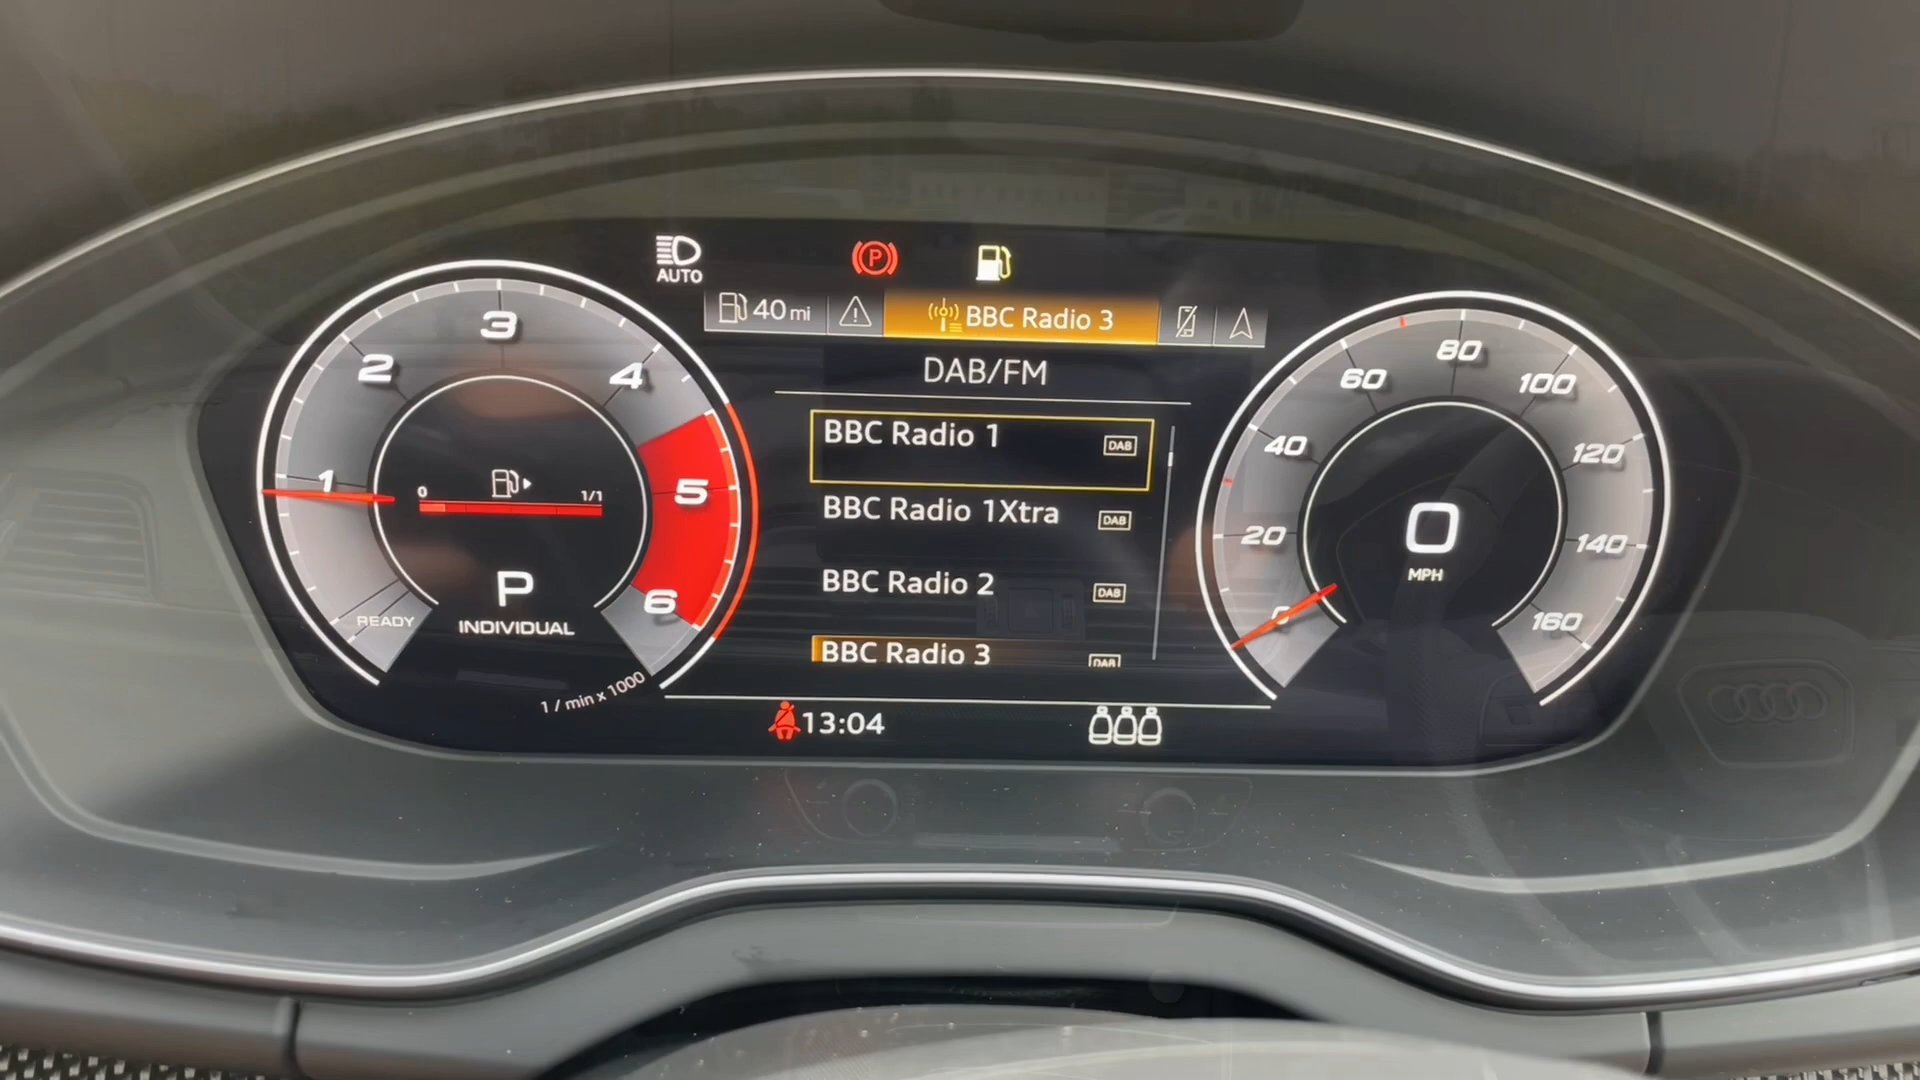 AUTO
P
40 mi
BBC Radio 3
DAB/FM
BBC Radio 1
DAB
BBC Radio 1Xtra
DAB
BBC Radio 2
DAB
BBC Radio 3
DAB
13:04
1
2
3
4
5
6
READY
0
1/1
P
INDIVIDUAL
1 / min x 1000
0
20
40
60
80
100
120
140
160
0
MPH